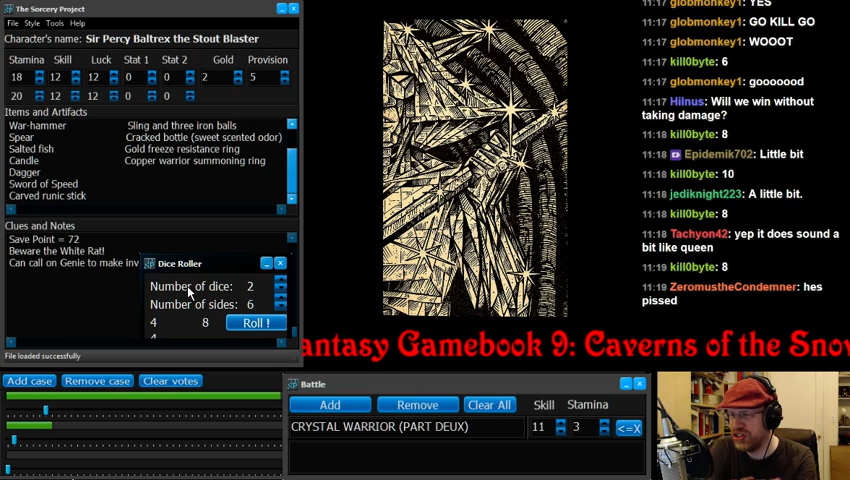 The Sorcery Project
File Style Tools Help
Character's name: Sir Percy Baltrex the Stout Blaster
Stamina Skill Luck Stat 1 Stat 2 Gold Provision
18 12 12 0 0 2 5
20 12 12 0 0
Items and Artifacts
War-hammer Sling and three iron balls
Spear Cracked bottle (sweet scented odor)
Salted fish Gold freeze resistance ring
Candle Copper warrior summoning ring
Dagger
Sword of Speed
Carved runic stick
Clues and Notes
Save Point = 72
Beware the White Rat!
Can call on Genie to make inv
Dice Roller
Number of dice: 2
Number of sides: 6
4 8 Roll !
4
File loaded successfully
Add case Remove case Clear votes
Battle
Add Remove Clear All Skill Stamina
CRYSTAL WARRIOR (PART DEUX) 11 3 <=X
antasy Gamebook 9: Caverns of the Snow
11:17 globmonkey1: YES
11:17 globmonkey1: GO KILL GO
11:17 globmonkey1: WOOOT
11:17 kill0byte: 6
11:17 globmonkey1: gooooood
11:17 Hilnus: Will we win without
taking damage?
11:18 kill0byte: 8
11:18 Epidemik702: Little bit
11:18 kill0byte: 10
11:18 jediknight223: A little bit.
11:18 kill0byte: 8
11:18 Tachyon42: yep it does sound a
bit like queen
11:19 kill0byte: 8
11:19 ZeromustheCondemner: hes
pissed